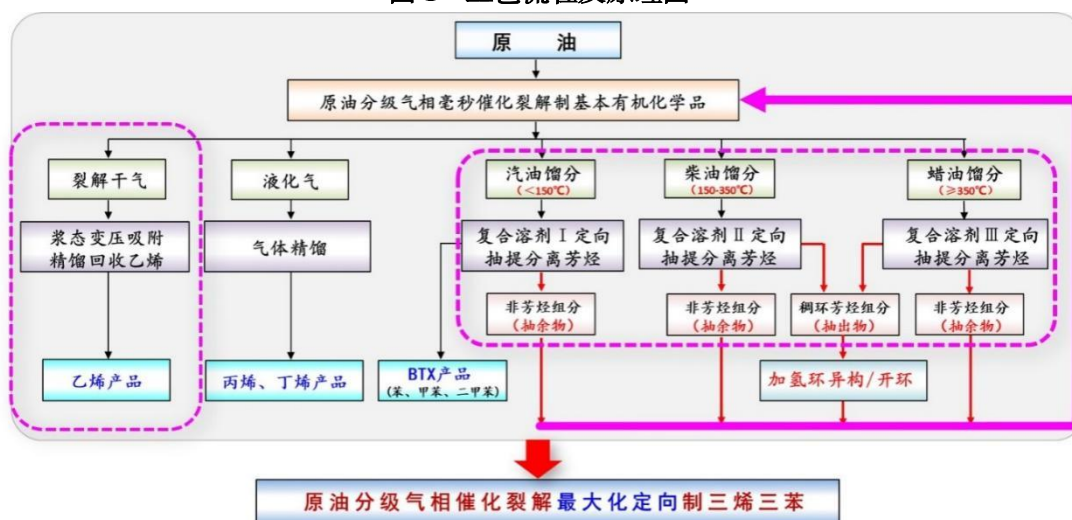 原 油
原油分级气相毫秒催化裂解制基本有机化学品
裂解干气
液化气
汽油馏分
(<150℃)
柴油馏分
(150-350℃)
蜡油馏分
(≥350℃)
浆态变压吸附
精馏回收乙烯
气体精馏
复合溶剂Ⅰ定向
抽提分离芳烃
复合溶剂Ⅱ定向
抽提分离芳烃
复合溶剂Ⅲ定向
抽提分离芳烃
非芳烃组分
(抽余物)
非芳烃组分
(抽余物)
稠环芳烃组分
(抽出物)
非芳烃组分
(抽余物)
乙烯产品
丙烯、丁烯产品
BTX产品
(苯、甲苯、二甲苯)
加氢环异构/开环
原油分级气相催化裂解最大化定向制三烯三苯